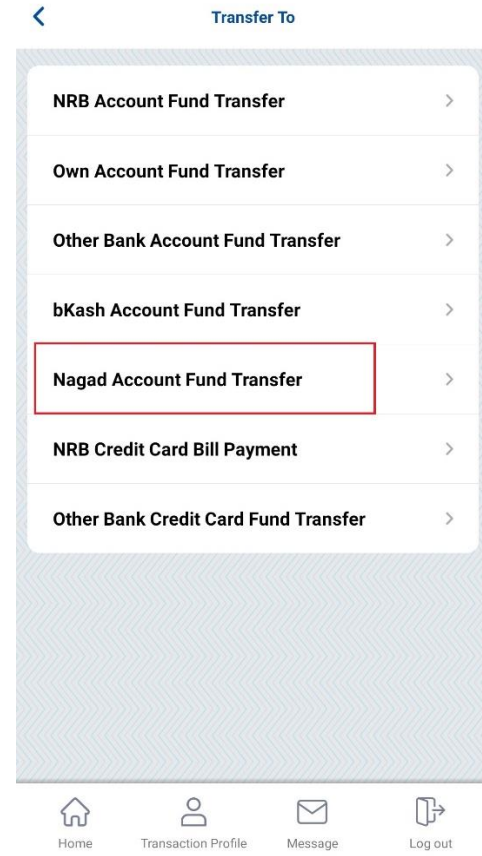 Transfer To
NRB Account Fund Transfer
Own Account Fund Transfer
Other Bank Account Fund Transfer
bKash Account Fund Transfer
Nagad Account Fund Transfer
NRB Credit Card Bill Payment
Other Bank Credit Card Fund Transfer
Home Transaction Profile Message Log out